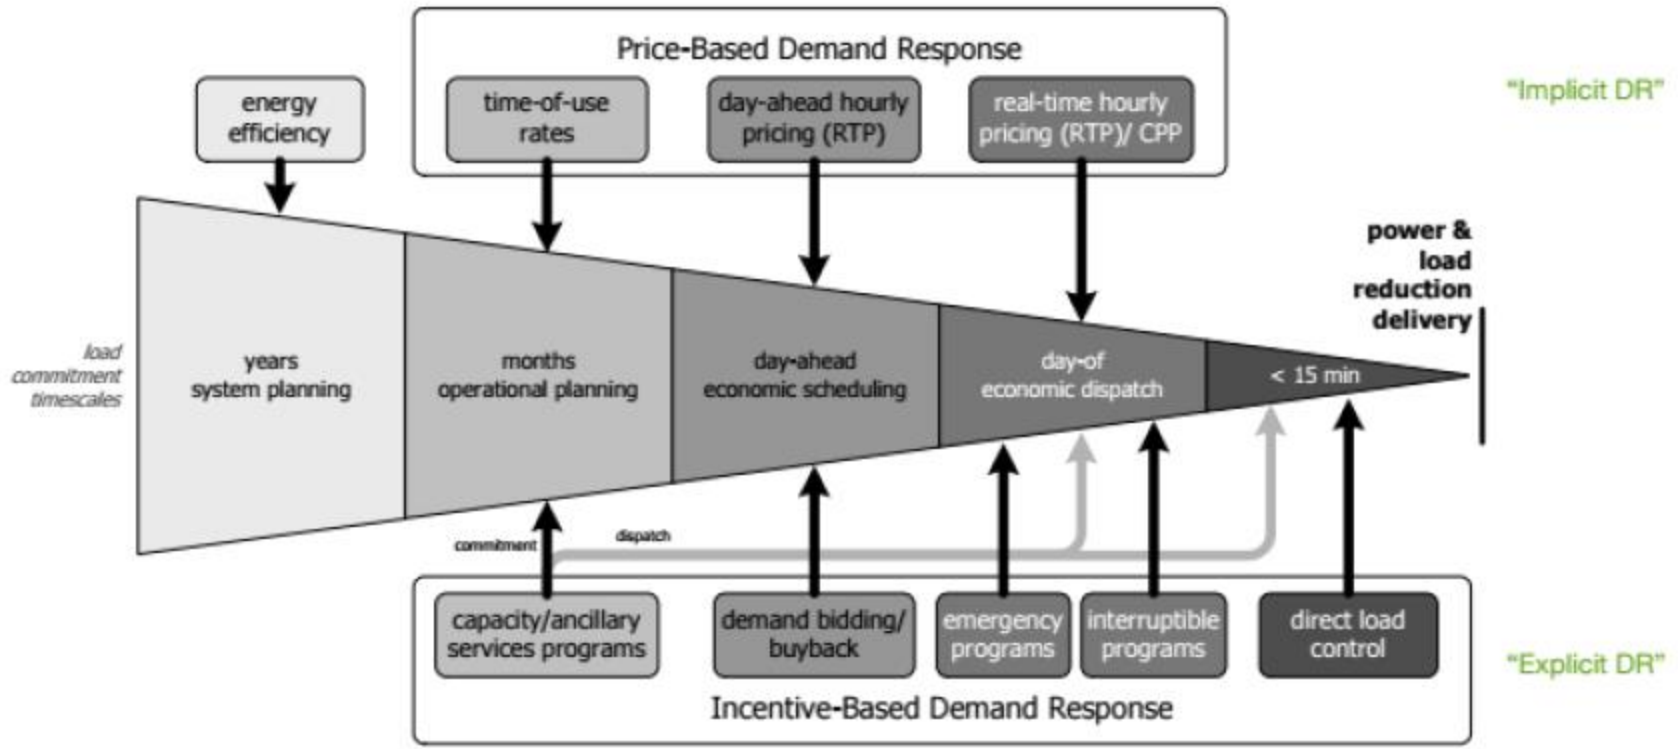 Price-Based Demand Response
"Implicit DR"
energy
efficiency
time-of-use
rates
day-ahead hourly
pricing (RTP)
real-time hourly
pricing (RTP)/ CPP
power &
load
reduction
delivery
load
commitment
timescales
years
system planning
months
operational planning
day-ahead
economic scheduling
day-of
economic dispatch
< 15 min
commitment
dispatch
capacity/ancillary
services programs
demand bidding/
buyback
emergency
programs
interruptible
programs
direct load
control
"Explicit DR"
Incentive-Based Demand Response